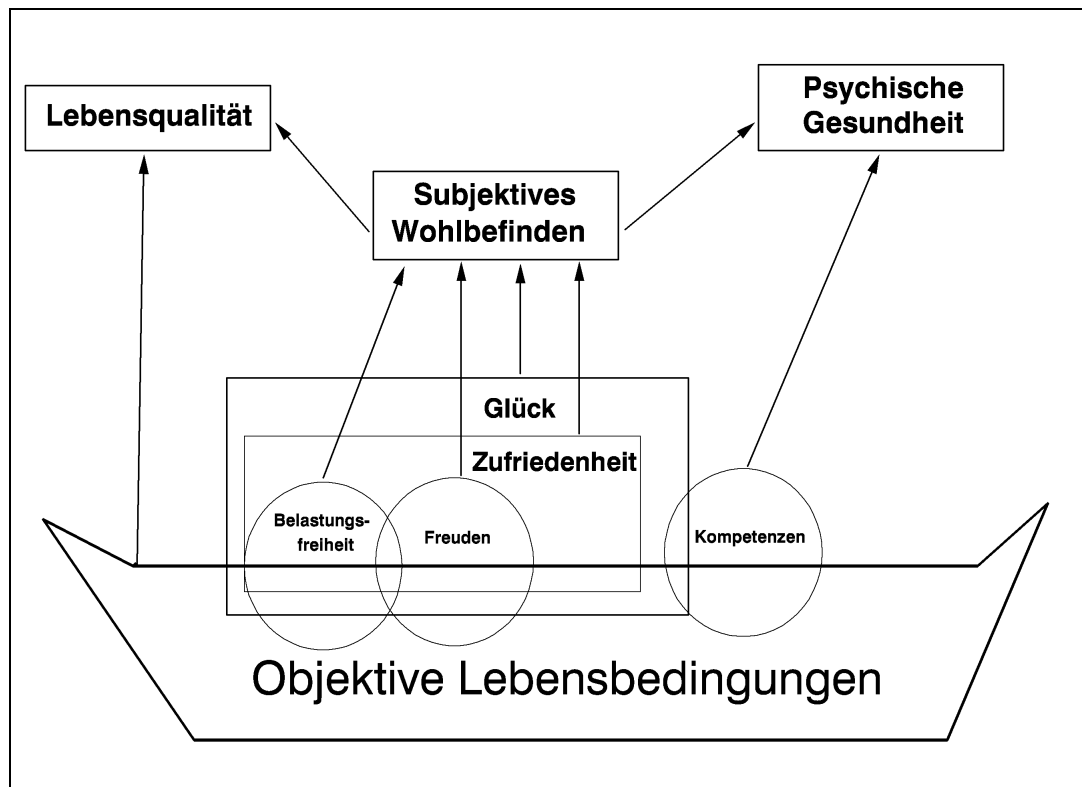 Lebensqualität
Psychische
Gesundheit
Subjektives
Wohlbefinden
Glück
Zufriedenheit
Belastungs-
freiheit
Freuden
Kompetenzen
Objektive Lebensbedingungen